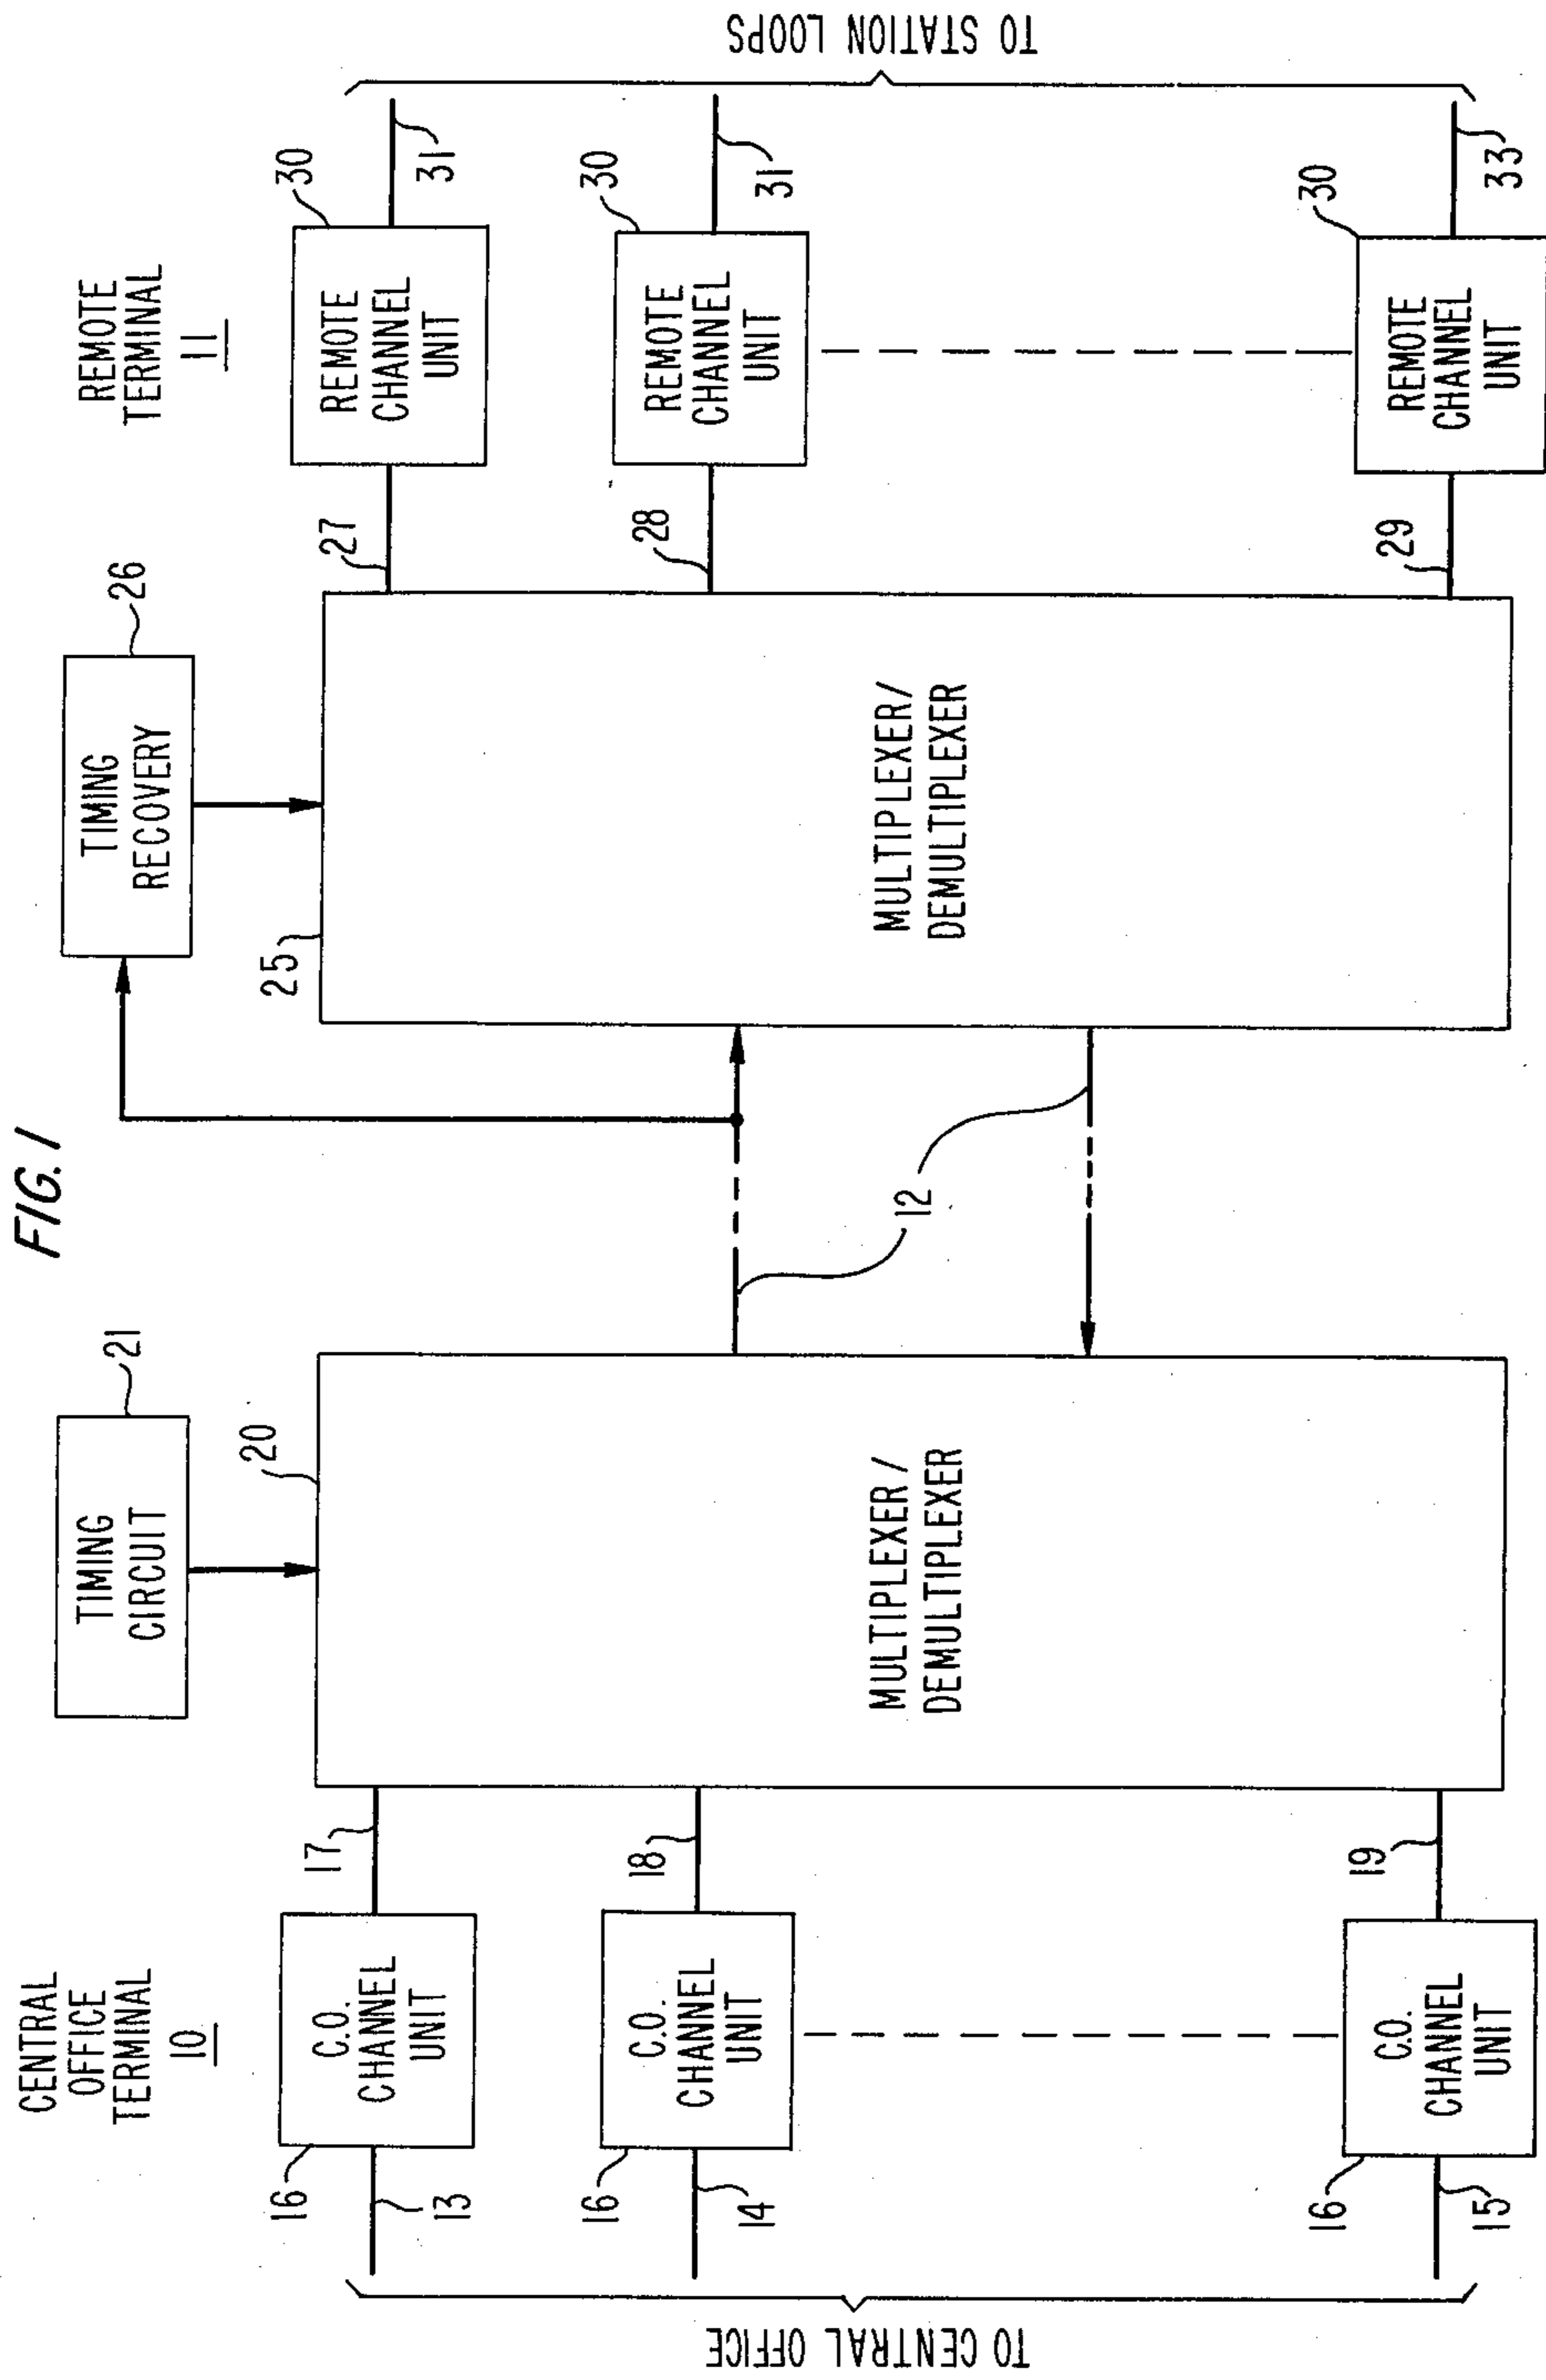 FIG. 1
CENTRAL
OFFICE
TERMINAL
10
REMOTE
TERMINAL
11
TIMING
CIRCUIT
21
TIMING
RECOVERY
26
TO CENTRAL OFFICE
13
16
C.O.
CHANNEL
UNIT
17
14
16
C.O.
CHANNEL
UNIT
18
15
16
C.O.
CHANNEL
UNIT
19
20
MULTIPLEXER/
DEMULTIPLEXER
12
25
MULTIPLEXER/
DEMULTIPLEXER
27
REMOTE
CHANNEL
UNIT
30
31
28
REMOTE
CHANNEL
UNIT
30
31
29
REMOTE
CHANNEL
UNIT
30
33
TO STATION LOOPS